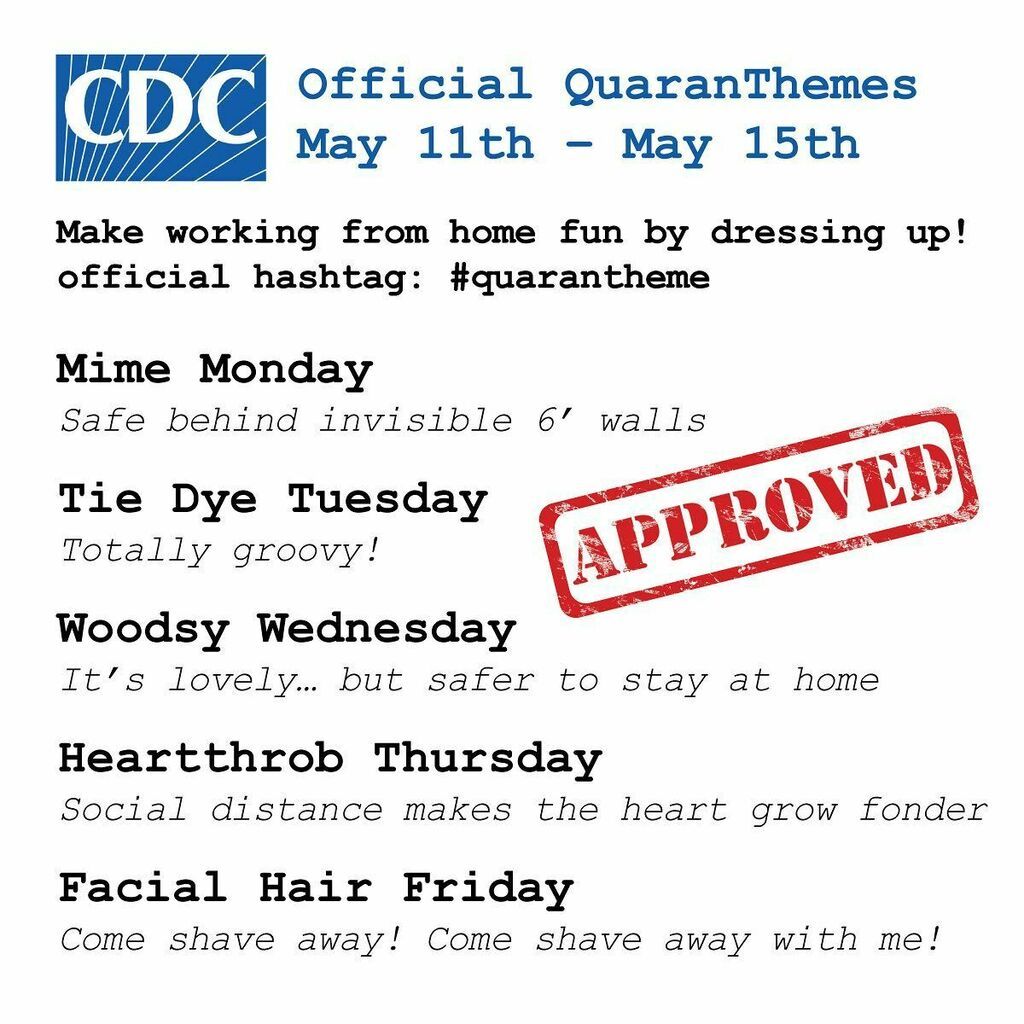 CDC
Official QuaranThemes
May 11th – May 15th
Make working from home fun by dressing up!
official hashtag: #quarantheme
Mime Monday
Safe behind invisible 6’ walls
APPROVED
Tie Dye Tuesday
Totally groovy!
Woodsy Wednesday
It’s lovely… but safer to stay at home
Heartthrob Thursday
Social distance makes the heart grow fonder
Facial Hair Friday
Come shave away! Come shave away with me!